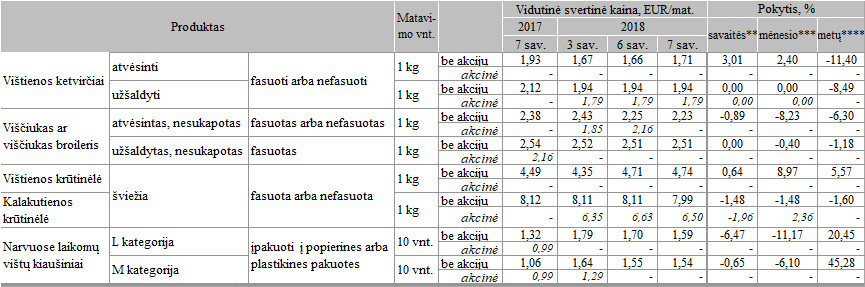 Produktas Matavi- Vidutinė svertinė kaina, EUR/mat. Pokytis, %
mo vnt. 2017 2018 savaitės** mėnesio*** metų****
7 sav. 3 sav. 6 sav. 7 sav.
Vištienos ketvirčiai atvėsinti fasuoti arba nefasuoti 1 kg be akcijų 1,93 1,67 1,66 1,71 3,01 2,40 -11,40
akcinė - - - - - - -
užšaldyti 1 kg be akcijų 2,12 1,94 1,94 1,94 0,00 0,00 -8,49
akcinė - 1,79 1,79 1,79 0,00 0,00 -
Viščiukas ar viščiukas broileris atvėsintas, nesukapotas fasuotas arba nefasuotas 1 kg be akcijų 2,38 2,43 2,25 2,23 -0,89 -8,23 -6,30
akcinė - 1,85 2,16 - - - -
užšaldytas, nesukapotas fasuotas 1 kg be akcijų 2,54 2,52 2,51 2,51 0,00 -0,40 -1,18
akcinė 2,16 - - - - - -
Vištienos krūtinėlė šviežia fasuota arba nefasuota 1 kg be akcijų 4,49 4,35 4,71 4,74 0,64 8,97 5,57
akcinė - - - - - - -
Kalakutienos krūtinėlė 1 kg be akcijų 8,12 8,11 8,11 7,99 -1,48 -1,48 -1,60
akcinė - 6,35 6,63 6,50 -1,96 2,36 -
Narvuose laikomų vištų kiaušiniai L kategorija įpakuoti į popierines arba plastikines pakuotes 10 vnt. be akcijų 1,32 1,79 1,70 1,59 -6,47 -11,17 20,45
akcinė 0,99 - - - - - -
M kategorija 10 vnt. be akcijų 1,06 1,64 1,55 1,54 -0,65 -6,10 45,28
akcinė 0,99 1,29 - - - - -